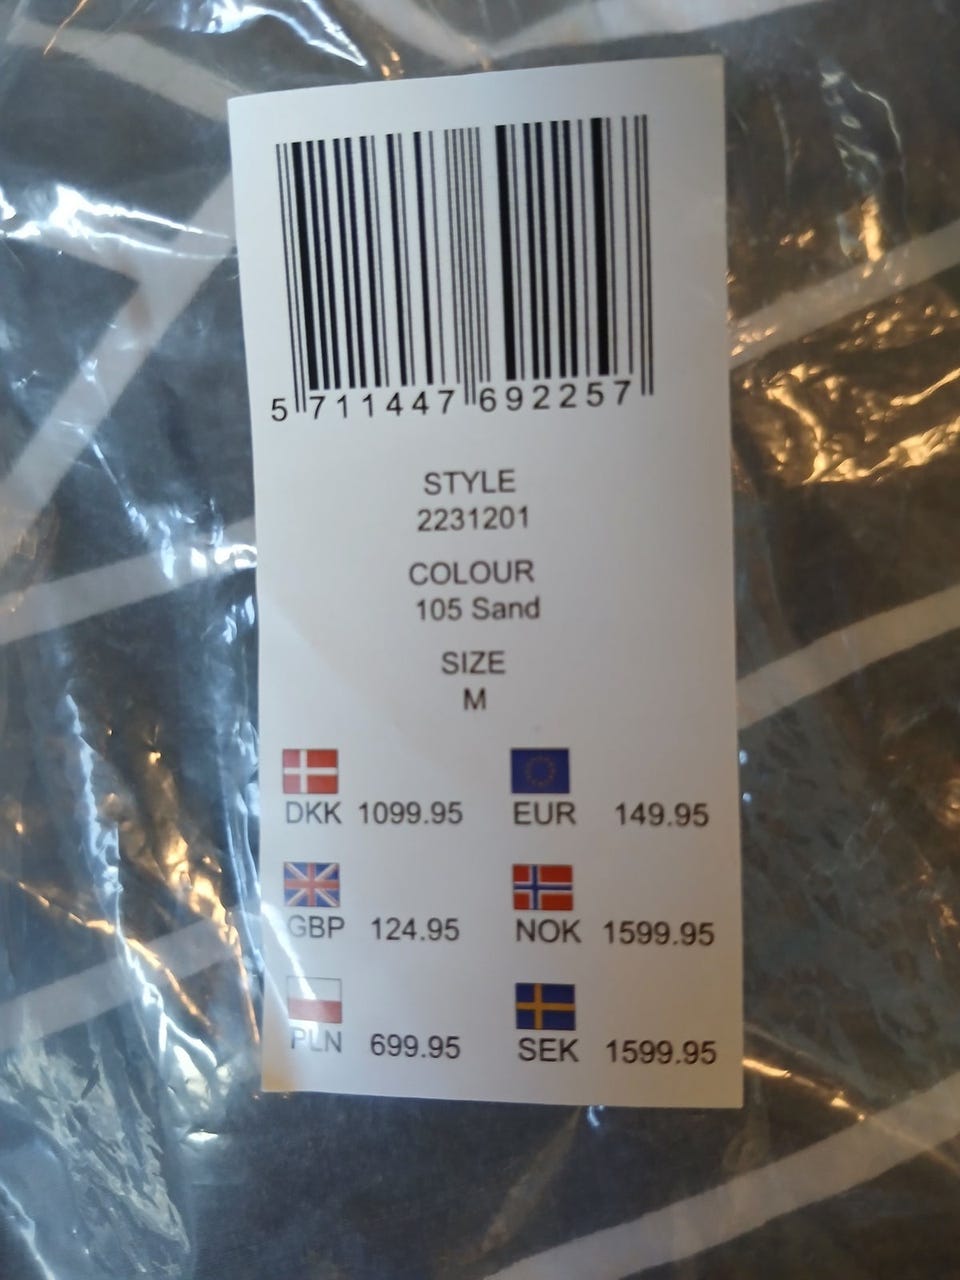 5 711447 692257
STYLE
2231201
COLOUR
105 Sand
SIZE
M
DKK 1099.95 EUR 149.95
GBP 124.95 NOK 1599.95
PLN 699.95 SEK 1599.95